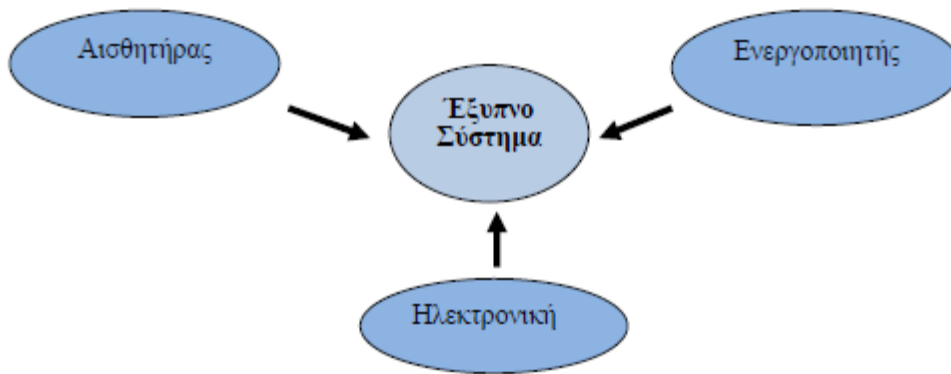 Αισθητήρας
Ενεργοποιητής
Έξυπνο
Σύστημα
Ηλεκτρονική